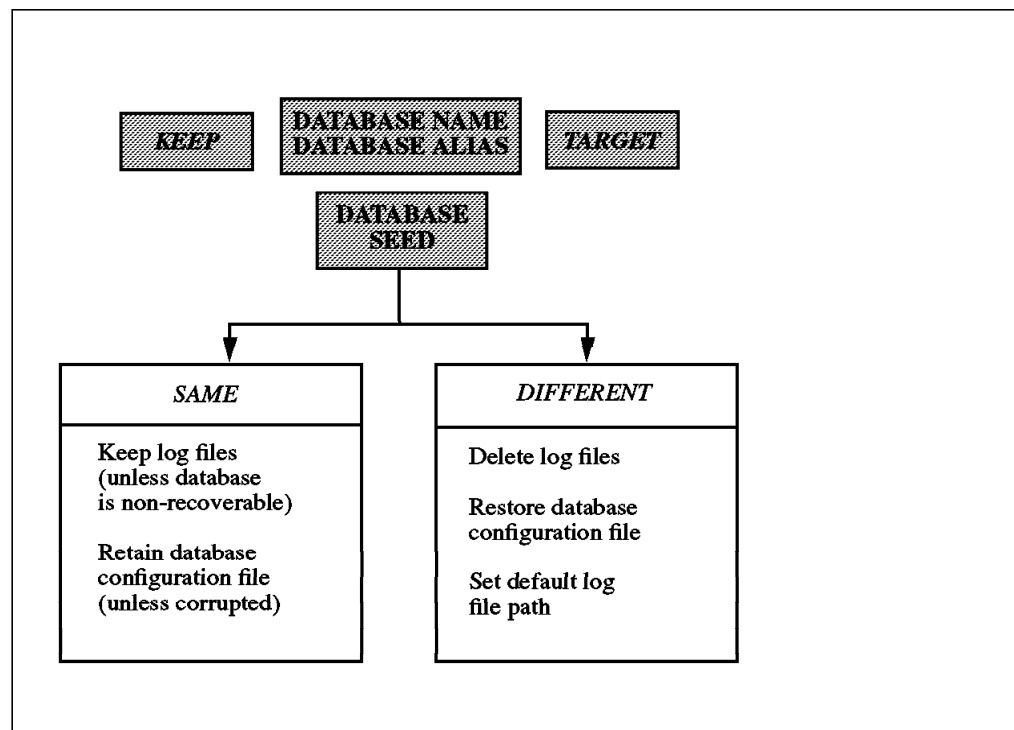 KEEP
DATABASE NAME
DATABASE ALIAS
TARGET
DATABASE
SEED
SAME
Keep log files
(unless database
is non-recoverable)
Retain database
configuration file
(unless corrupted)
DIFFERENT
Delete log files
Restore database
configuration file
Set default log
file path